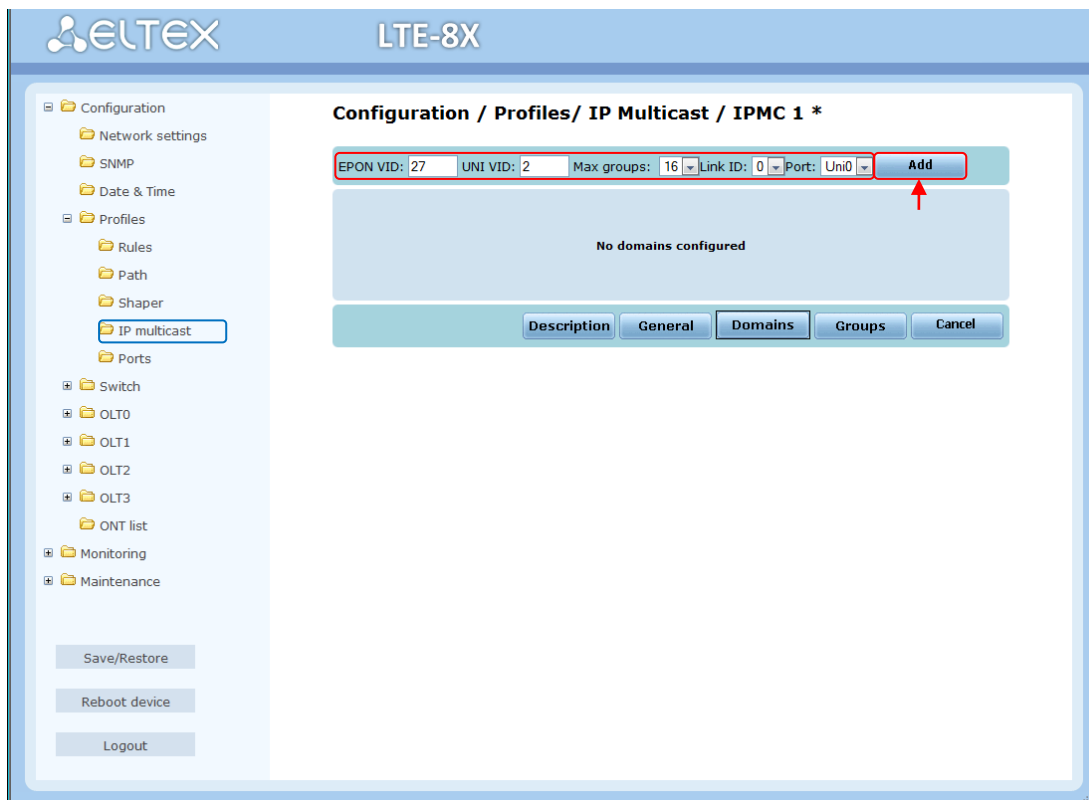 ELTEX
LTE-8X
Configuration
Network settings
SNMP
Date & Time
Profiles
Rules
Path
Shaper
IP multicast
Ports
Switch
OLT0
OLT1
OLT2
OLT3
ONT list
Monitoring
Maintenance
Save/Restore
Reboot device
Logout
Configuration / Profiles/ IP Multicast / IPMC 1 *
EPON VID: 27 UNI VID: 2 Max groups: 16 Link ID: 0 Port: Uni0 Add
No domains configured
Description General Domains Groups Cancel